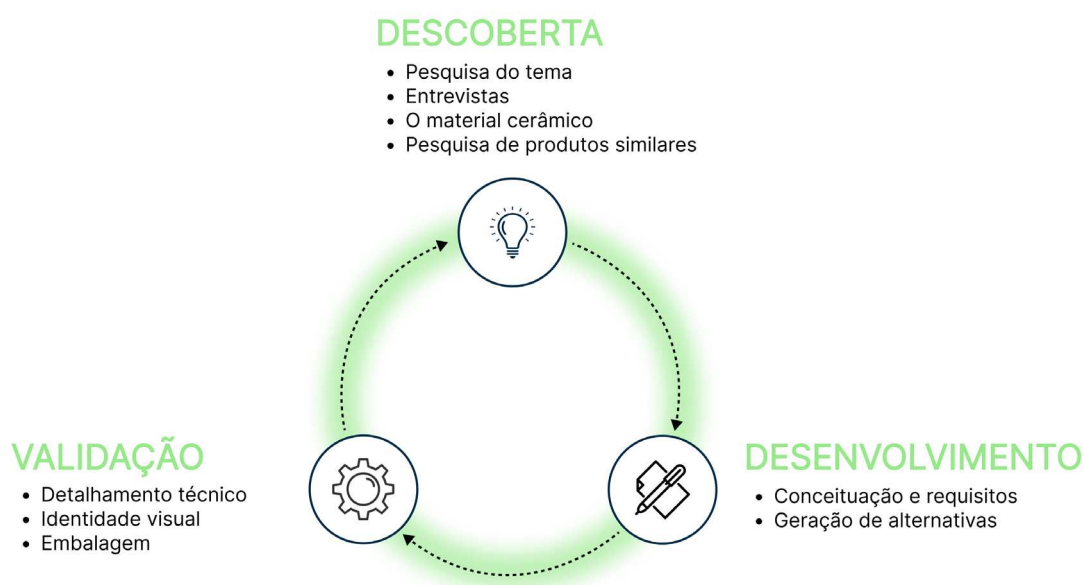 DESCOBERTA
• Pesquisa do tema
• Entrevistas
• O material cerâmico
• Pesquisa de produtos similares
VALIDAÇÃO
• Detalhamento técnico
• Identidade visual
• Embalagem
DESENVOLVIMENTO
• Conceituação e requisitos
• Geração de alternativas